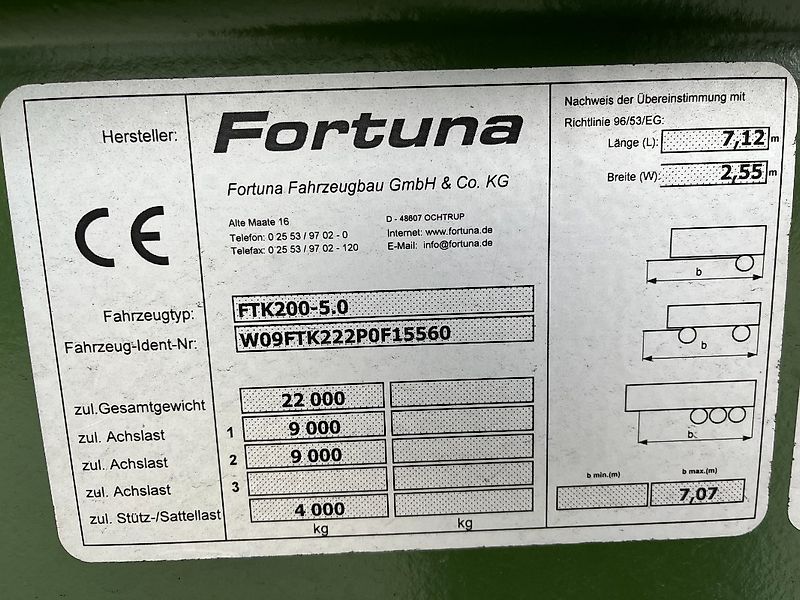 Hersteller:
Fortuna
Fortuna Fahrzeugbau GmbH & Co. KG
Alte Maate 16
D - 48607 OCHTRUP
Telefon: 0 25 53 / 97 02 - 0
Internet: www.fortuna.de
Telefax: 0 25 53 / 97 02 - 120
E-Mail: info@fortuna.de
CE
Fahrzeugtyp: FTK200-5.0
Fahrzeug-Ident-Nr: W09FTK222P0F15560
zul.Gesamtgewicht 22 000
zul. Achslast 1 9 000
zul. Achslast 2 9 000
zul. Achslast 3
zul. Stütz-/Sattellast 4 000
kg kg
Nachweis der Übereinstimmung mit
Richtlinie 96/53/EG:
Länge (L): 7,12 m
Breite (W): 2,55 m
b
b
b
b min.(m) b max.(m)
7,07